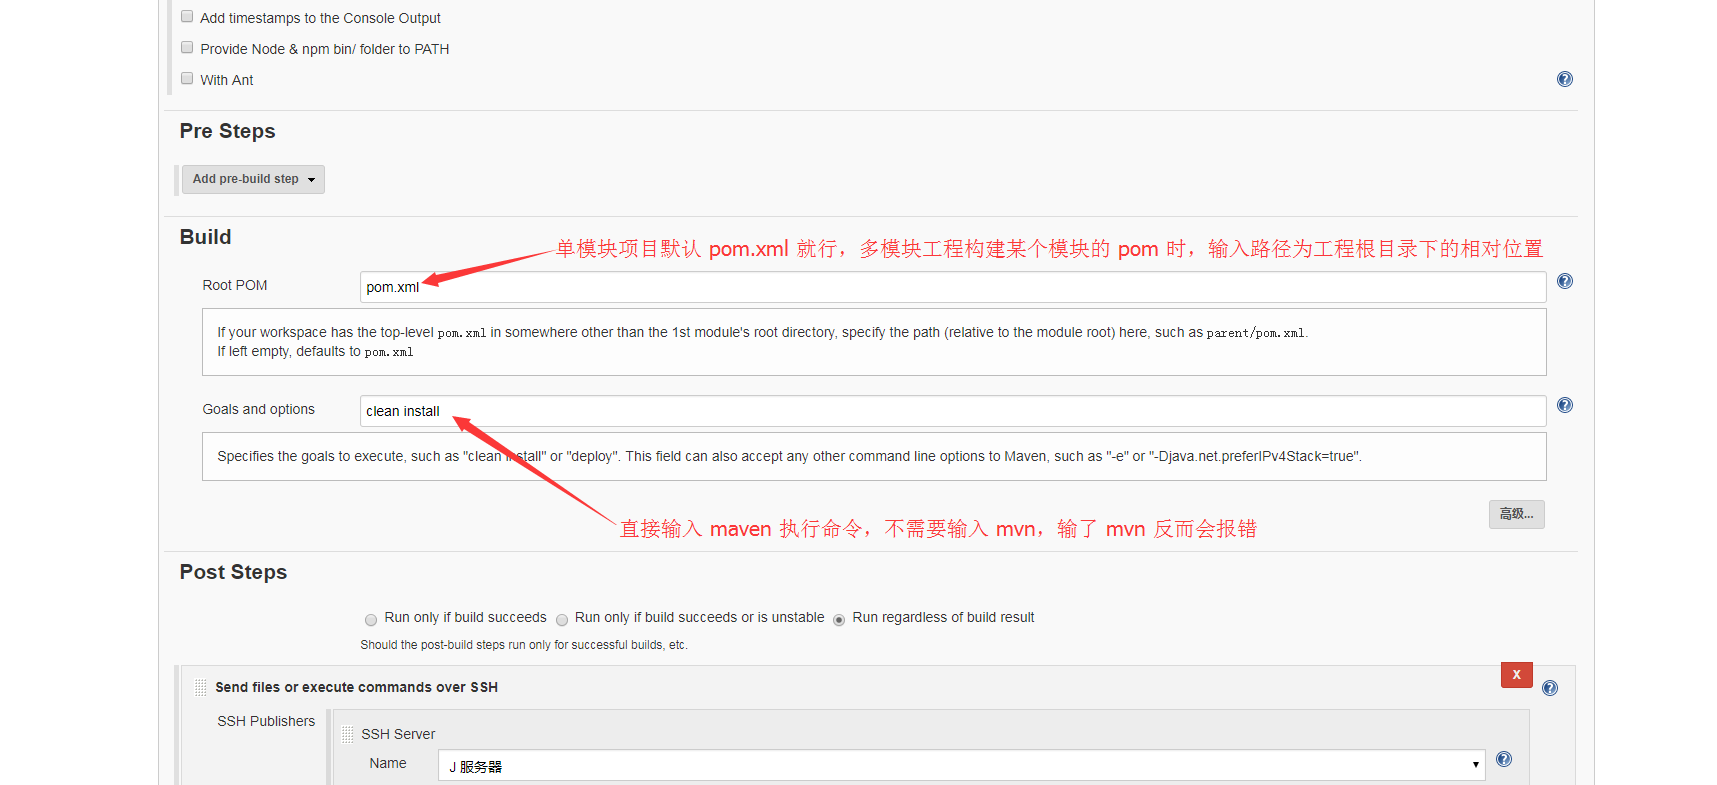 Add timestamps to the Console Output
Provide Node & npm bin/ folder to PATH
With Ant
Pre Steps
Add pre-build step
Build
单模块项目默认 pom.xml 就行，多模块工程构建某个模块的 pom 时，输入路径为工程根目录下的相对位置
Root POM
pom.xml
If your workspace has the top-level pom.xml in somewhere other than the 1st module's root directory, specify the path (relative to the module root) here, such as parent/pom.xml.
If left empty, defaults to pom.xml
Goals and options
clean install
Specifies the goals to execute, such as "clean install" or "deploy". This field can also accept any other command line options to Maven, such as "-e" or "-Djava.net.preferIPv4Stack=true".
高级...
直接输入 maven 执行命令，不需要输入 mvn，输了 mvn 反而会报错
Post Steps
Run only if build succeeds Run only if build succeeds or is unstable Run regardless of build result
Should the post-build steps run only for successful builds, etc.
X
Send files or execute commands over SSH
SSH Publishers
SSH Server
Name
J 服务器